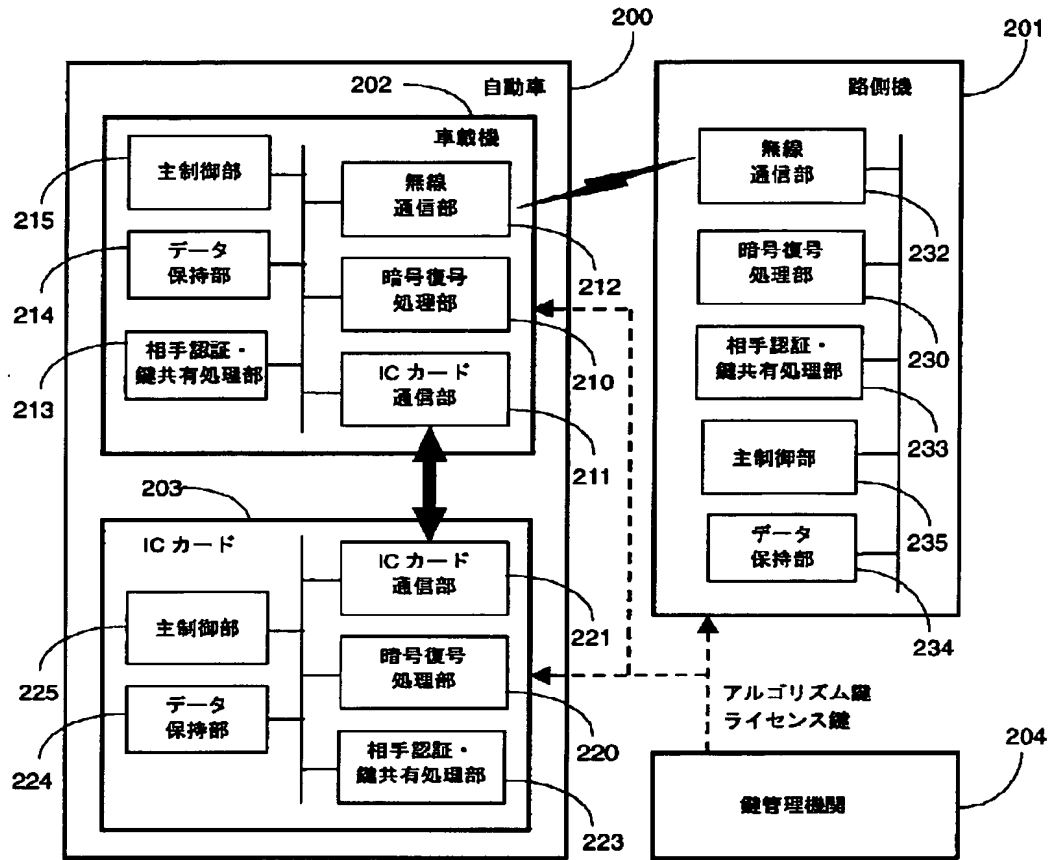 200
201
自動車
路側機
202
車載機
主制御部
215
無線
通信部
212
無線
通信部
232
データ
保持部
214
暗号復号
処理部
210
暗号復号
処理部
230
相手認証・
鍵共有処理部
213
ICカード
通信部
211
相手認証・
鍵共有処理部
233
主制御部
235
データ
保持部
234
203
ICカード
ICカード
通信部
221
主制御部
225
暗号復号
処理部
220
データ
保持部
224
相手認証・
鍵共有処理部
223
アルゴリズム鍵
ライセンス鍵
204
鍵管理機関